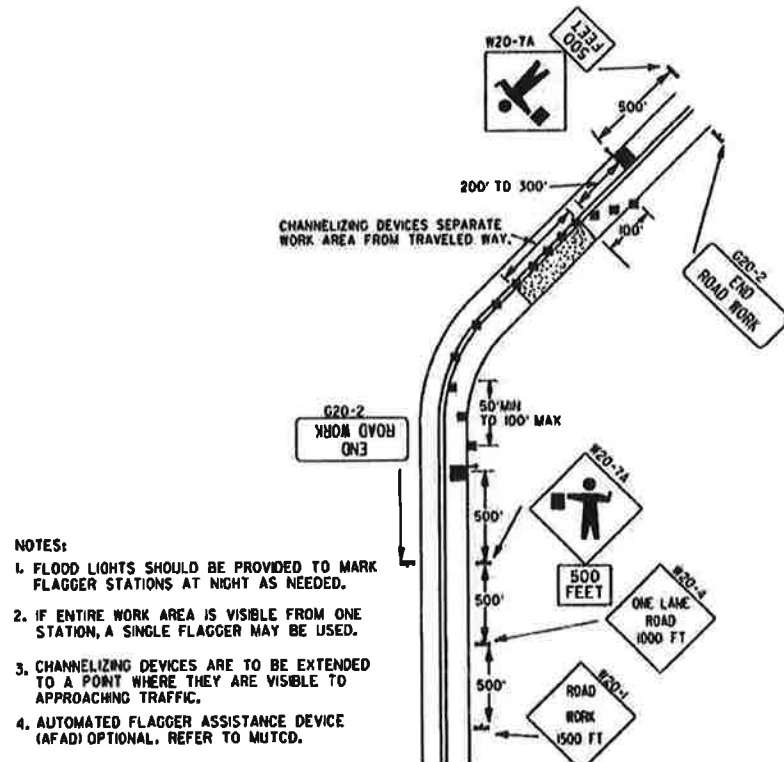 W20-7A
500
FEET
500'
200' TO 300'
CHANNELIZING DEVICES SEPARATE
WORK AREA FROM TRAVELED WAY.
100'
G20-2
END
ROAD WORK
G20-2
END
ROAD WORK
50'MIN
TO 100' MAX
W20-7A
500'
500
FEET
500'
W20-4
ONE LANE
ROAD
1000 FT
500'
W20-1
ROAD
WORK
1500 FT
NOTES:
1. FLOOD LIGHTS SHOULD BE PROVIDED TO MARK
FLAGGER STATIONS AT NIGHT AS NEEDED.
2. IF ENTIRE WORK AREA IS VISIBLE FROM ONE
STATION, A SINGLE FLAGGER MAY BE USED.
3. CHANNELIZING DEVICES ARE TO BE EXTENDED
TO A POINT WHERE THEY ARE VISIBLE TO
APPROACHING TRAFFIC.
4. AUTOMATED FLAGGER ASSISTANCE DEVICE
(AFAD) OPTIONAL. REFER TO MUTCD.